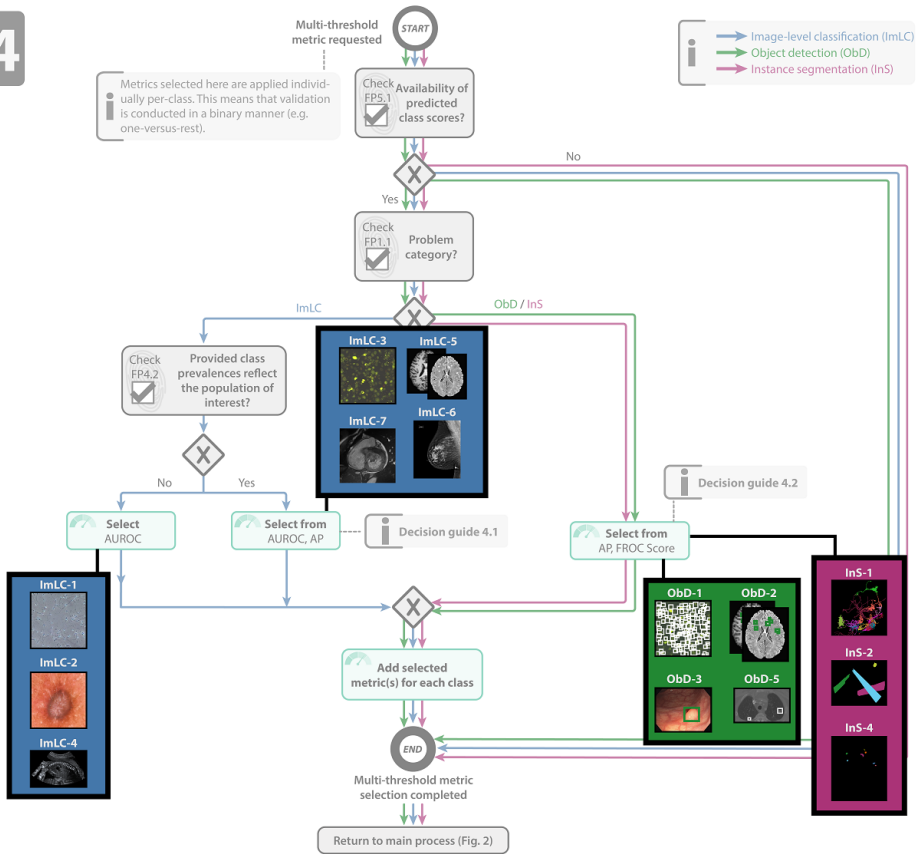 4
Multi-threshold
metric requested
START
Image-level classification (ImLC)
Object detection (ObD)
Instance segmentation (InS)
Metrics selected here are applied individ-
ually per-class. This means that validation
is conducted in a binary manner (e.g.
one-versus-rest).
Check
FP5.1
Availability of
predicted
class scores?
No
X
Yes
Check
FP1.1
Problem
category?
ImLC
ObD / InS
X
Check
FP4.2
Provided class
prevalences reflect
the population of
interest?
ImLC-3
ImLC-5
ImLC-7
ImLC-6
X
No
Yes
Decision guide 4.2
Select
AUROC
Select from
AUROC, AP
Decision guide 4.1
Select from
AP, FROC Score
ImLC-1
ImLC-2
ImLC-4
X
ObD-1
ObD-2
ObD-3
ObD-5
InS-1
InS-2
InS-4
Add selected
metric(s) for each class
END
Multi-threshold metric
selection completed
Return to main process (Fig. 2)